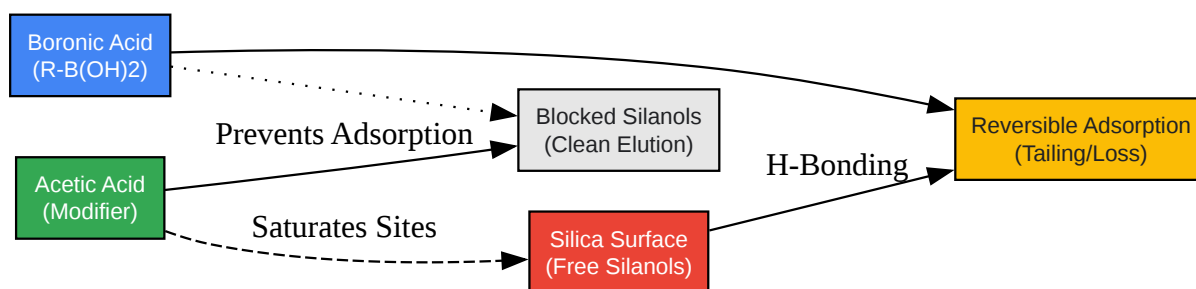 Boronic Acid
(R-B(OH)2)
Prevents Adsorption
Blocked Silanols
(Clean Elution)
Reversible Adsorption
(Tailing/Loss)
H-Bonding
Acetic Acid
(Modifier)
Saturates Sites
Silica Surface
(Free Silanols)